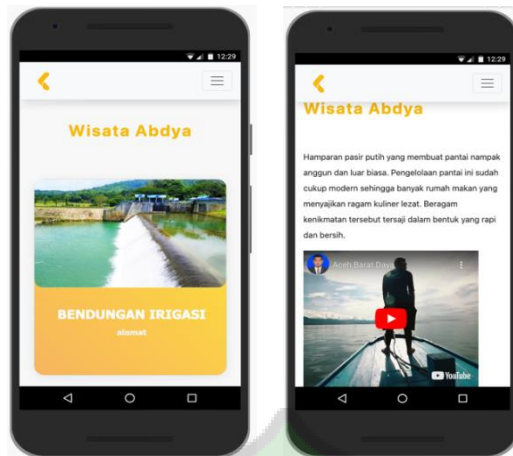 12:29
Wisata Abdya
BENDUNGAN IRIGASI
alamat
12:29
Wisata Abdya
Hamparan pasir putih yang membuat pantai nampak
anggun dan luar biasa. Pengelolaan pantai ini sudah
cukup modern sehingga banyak rumah makan yang
menyajikan ragam kuliner lezat. Beragam
kenikmatan tersebut tersaji dalam bentuk yang rapi
dan bersih.
Aceh Barat Day
YouTube